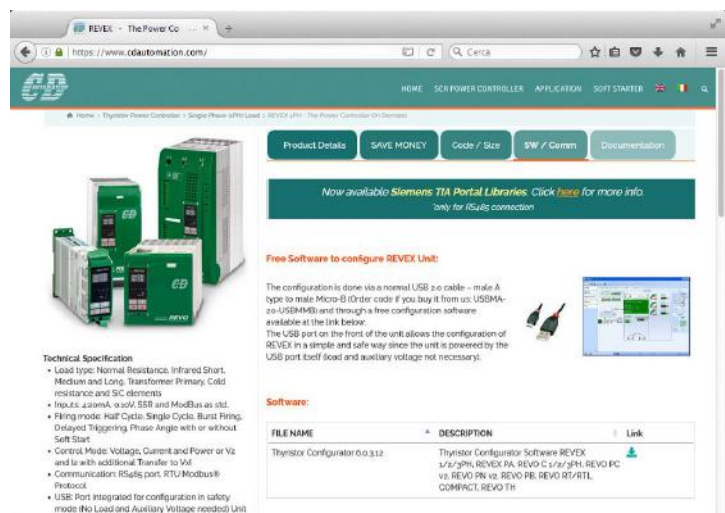 REVEX - The Power Co
https://www.cdautomation.com/
Cerca
CD
HOME SCR POWER CONTROLLER APPLICATION SOFT STARTER
Home > Thyristor Power Controller > Single Phase (1PH) Load > REVEX 1PH - The Power Controller On Demand
Product Details
SAVE MONEY
Code / Size
SW / Comm
Documentation
Now available Siemens TIA Portal Libraries. Click here for more info.
*only for RS485 connection
Free Software to configure REVEX Unit:
The configuration is done via a normal USB 2.0 cable – male A
type to male Micro-B (Order code if you buy it from us: USBMA-
20-USBMMB) and through a free configuration software
available at the link below.
The USB port on the front of the unit allows the configuration of
REVEX in a simple and safe way since the unit is powered by the
USB port itself (load and auxiliary voltage not necessary).
Technical Specification
• Load type: Normal Resistance, Infrared Short,
Medium and Long, Transformer Primary, Cold
resistance and SiC elements
• Inputs: 4:20mA, 0:10V, SSR and ModBus as std.
• Firing mode: Half Cycle, Single Cycle, Burst Firing,
Delayed Triggering, Phase Angle with or without
Soft Start
• Control Mode: Voltage, Current and Power or V2
and I2 with additional Transfer to VxI
• Communication: RS485 port, RTU Modbus®
Protocol
• USB: Port integrated for configuration in safety
mode (No Load and Auxiliary Voltage needed) Unit
Software:
FILE NAME DESCRIPTION Link
Thyristor Configurator 6.0.3.12 Thyristor Configurator Software REVEX
1/2/3PH, REVEX PA, REVO C 1/2/3PH, REVO PC
V2, REVO PN V2, REVO PB, REVO RT/RTL,
COMPACT, REVO TH